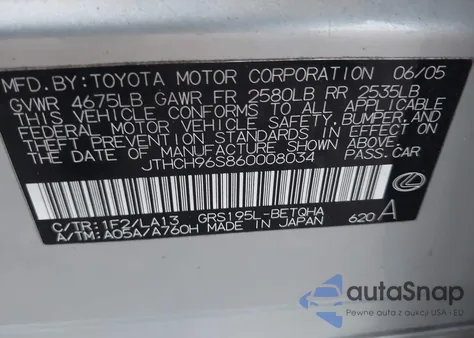 MFD.BY:TOYOTA MOTOR CORPORATION 06/05
GVWR 4675LB GAWR FR 2580LB RR 2535LB
THIS VEHICLE CONFORMS TO ALL APPLICABLE
FEDERAL MOTOR VEHICLE SAFETY, BUMPER, AND
THEFT PREVENTION STANDARDS IN EFFECT ON
THE DATE OF MANUFACTURE SHOWN ABOVE.
JTHCH96S860008034 PASS.CAR
C/TR:1F2/LA13 GRS195L-BETQHA
A/TM:A05A/A760H MADE IN JAPAN 620A
autoSnap
Pewne auta z aukcji USA - EU